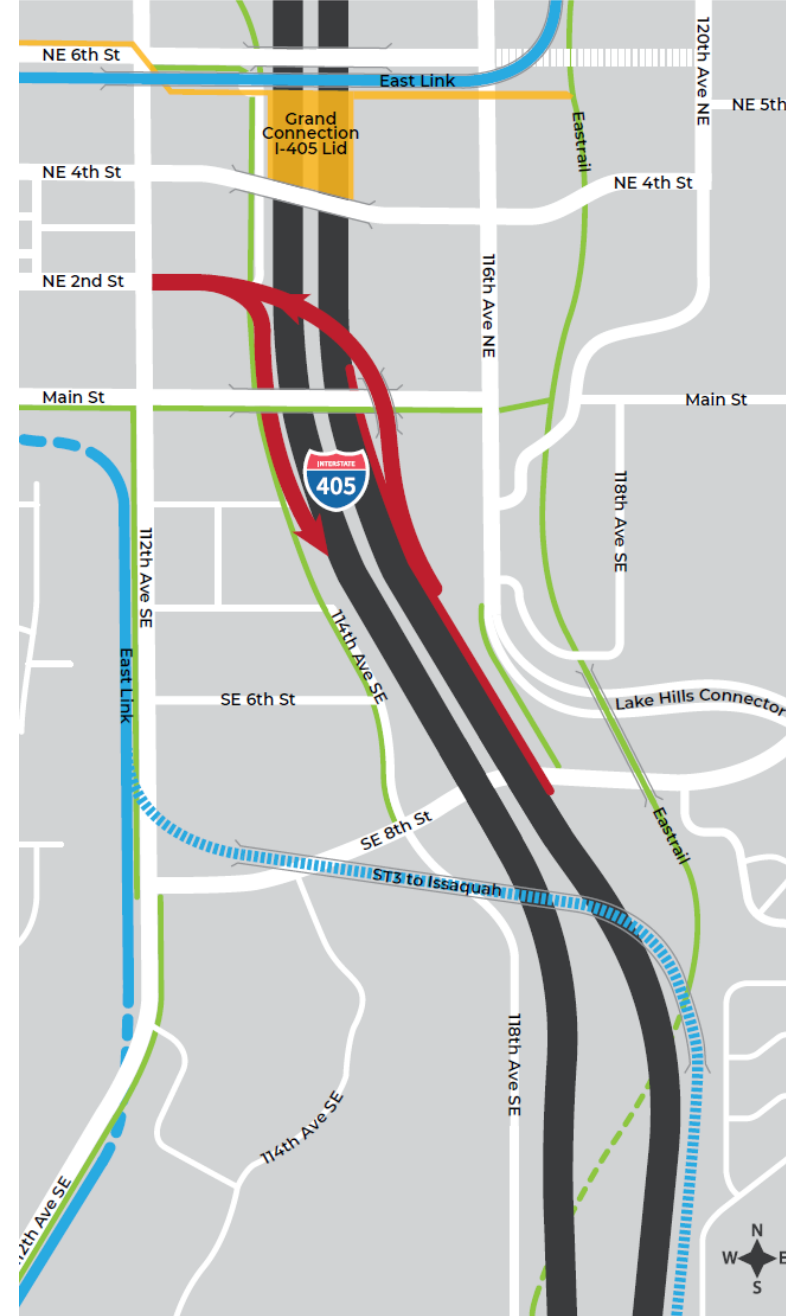 120th Ave NE
NE 6th St
East Link
NE 5th
Grand
Connection
I-405 Lid
Eastrail
NE 4th St
NE 4th St
NE 2nd St
116th Ave NE
Main St
Main St
INTERSTATE
405
118th Ave SE
112th Ave SE
114th Ave SE
East Link
SE 6th St
Lake Hills Connector
SE 8th St
Eastrail
ST3 to Issaquah
118th Ave SE
114th Ave SE
12th Ave SE
N
W
E
S